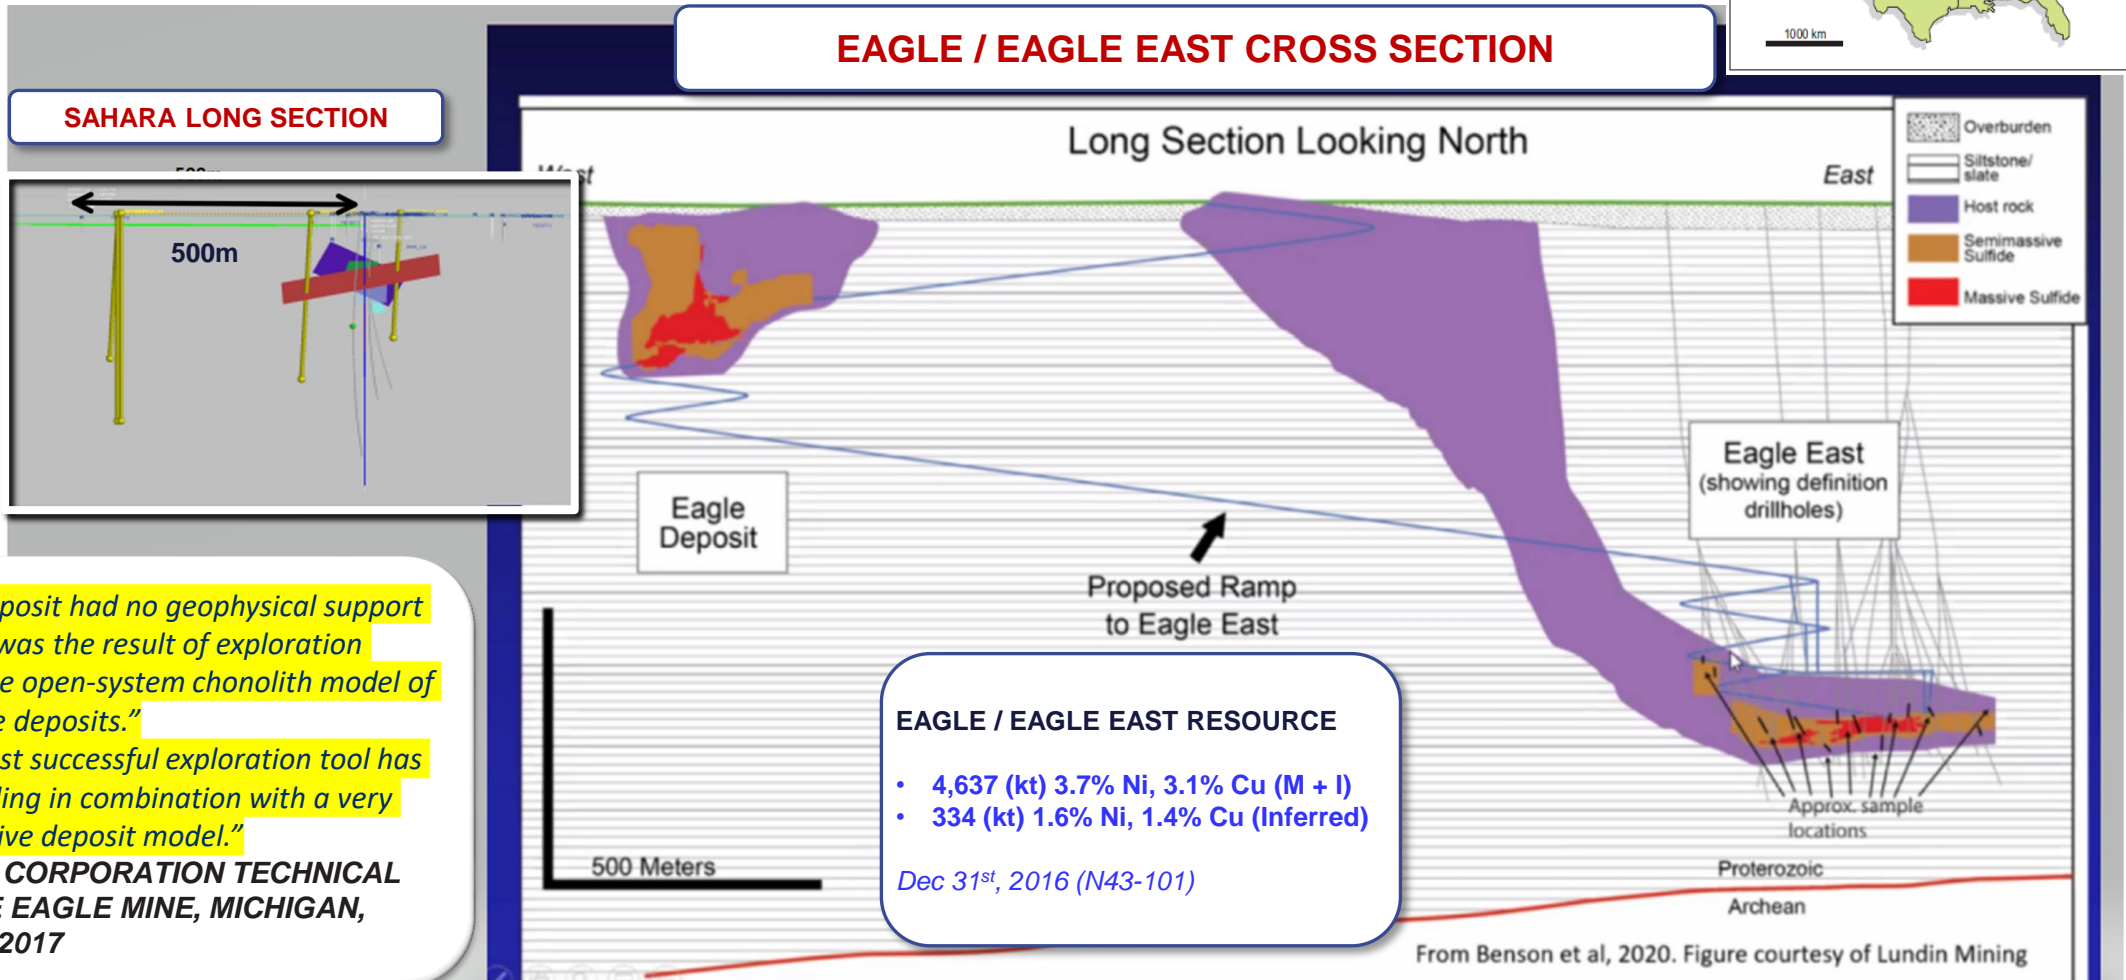 1000 km
EAGLE / EAGLE EAST CROSS SECTION
SAHARA LONG SECTION
500m
Long Section Looking North
East
Overburden
Siltstone/
slate
Host rock
Semimassive
Sulfide
Massive Sulfide
Eagle
Deposit
Eagle East
(showing definition
drillholes)
Proposed Ramp
to Eagle East
posit had no geophysical support
was the result of exploration
e open-system chonolith model of
e deposits.”
st successful exploration tool has
ling in combination with a very
ive deposit model.”
CORPORATION TECHNICAL
E EAGLE MINE, MICHIGAN,
2017
EAGLE / EAGLE EAST RESOURCE
• 4,637 (kt) 3.7% Ni, 3.1% Cu (M + I)
• 334 (kt) 1.6% Ni, 1.4% Cu (Inferred)
Dec 31st, 2016 (N43-101)
500 Meters
Approx. sample
locations
Proterozoic
Archean
From Benson et al, 2020. Figure courtesy of Lundin Mining